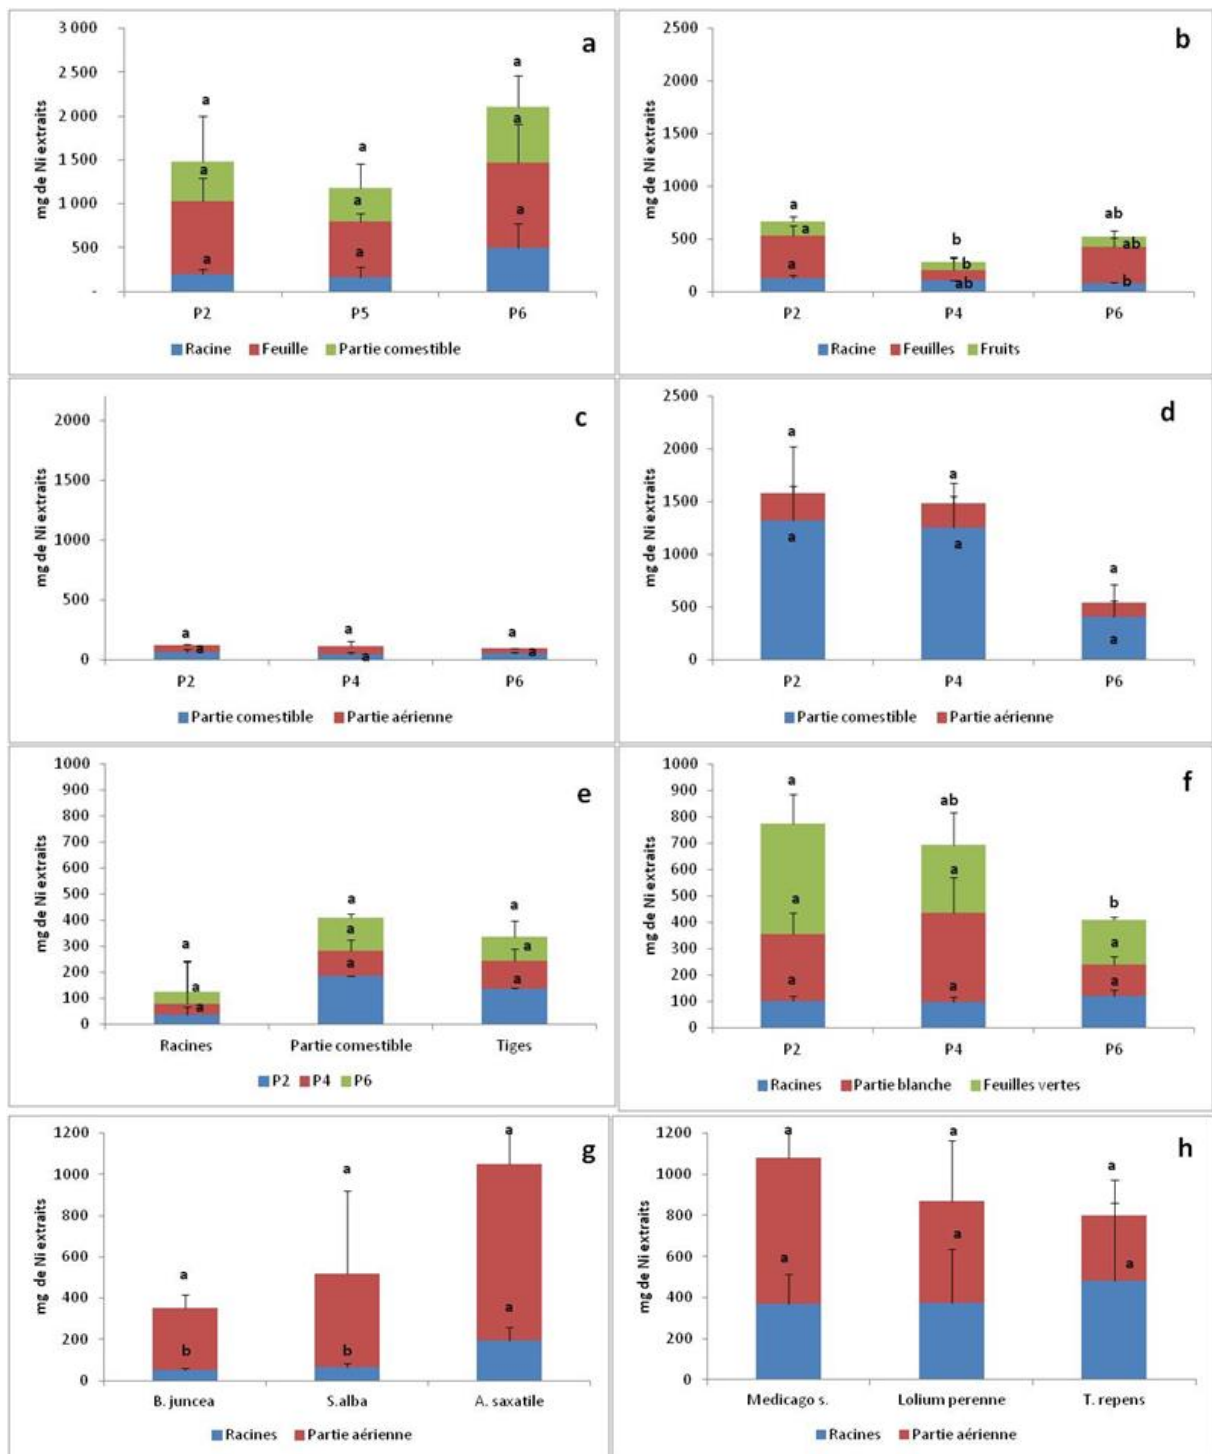 a
mg de Ni extraits
3 000
2 500
2 000
1 500
1 000
500
-
a
a
a
a
a
a
a
a
a
P2 P5 P6
Racine Feuille Partie comestible
b
mg de Ni extraits
2500
2000
1500
1000
500
0
a
a
a
b
b
ab
ab
ab
b
P2 P4 P6
Racine Feuilles Fruits
c
mg de Ni extraits
2000
1500
1000
500
0
a
a
a
a
a
a
P2 P4 P6
Partie comestible Partie aérienne
d
mg de Ni extraits
2500
2000
1500
1000
500
0
a
a
a
a
a
a
P2 P4 P6
Partie comestible Partie aérienne
e
mg de Ni extraits
1000
900
800
700
600
500
400
300
200
100
0
a
a
a
a
a
a
a
a
a
Racines Partie comestible Tiges
P2 P4 P6
f
mg de Ni extraits
1000
900
800
700
600
500
400
300
200
100
0
a
a
a
ab
a
a
b
a
a
P2 P4 P6
Racines Partie blanche Feuilles vertes
g
mg de Ni extraits
1200
1000
800
600
400
200
0
a
b
a
b
a
a
B. juncea S.alba A. saxatile
Racines Partie aérienne
h
mg de Ni extraits
1200
1000
800
600
400
200
0
a
a
a
a
a
a
Medicago s. Lolium perenne T. repens
Racines Partie aérienne